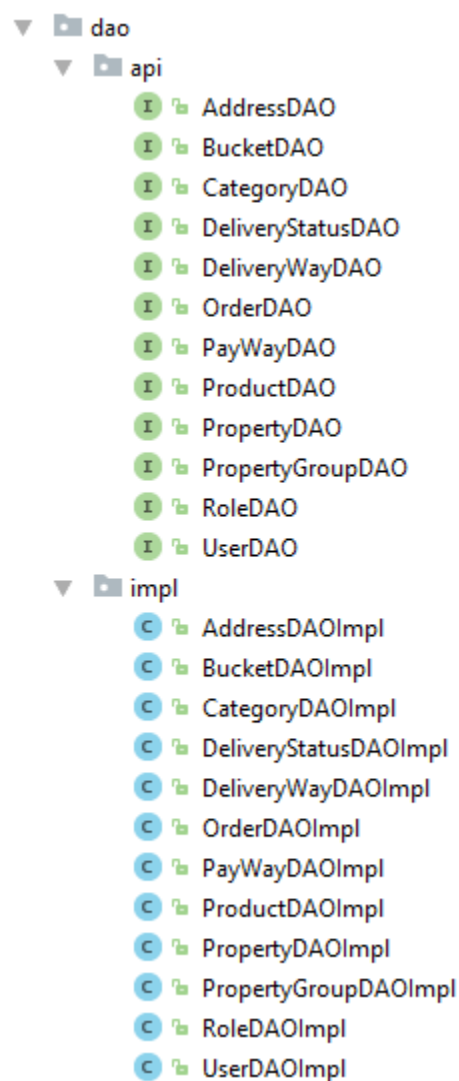 dao
api
I AddressDAO
I BucketDAO
I CategoryDAO
I DeliveryStatusDAO
I DeliveryWayDAO
I OrderDAO
I PayWayDAO
I ProductDAO
I PropertyDAO
I PropertyGroupDAO
I RoleDAO
I UserDAO
impl
C AddressDAOImpl
C BucketDAOImpl
C CategoryDAOImpl
C DeliveryStatusDAOImpl
C DeliveryWayDAOImpl
C OrderDAOImpl
C PayWayDAOImpl
C ProductDAOImpl
C PropertyDAOImpl
C PropertyGroupDAOImpl
C RoleDAOImpl
C UserDAOImpl